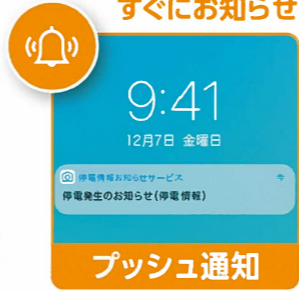 すぐにお知らせ
9:41
12月7日 金曜日
停電情報お知らせサービス 今
停電発生のお知らせ(停電情報)
プッシュ通知